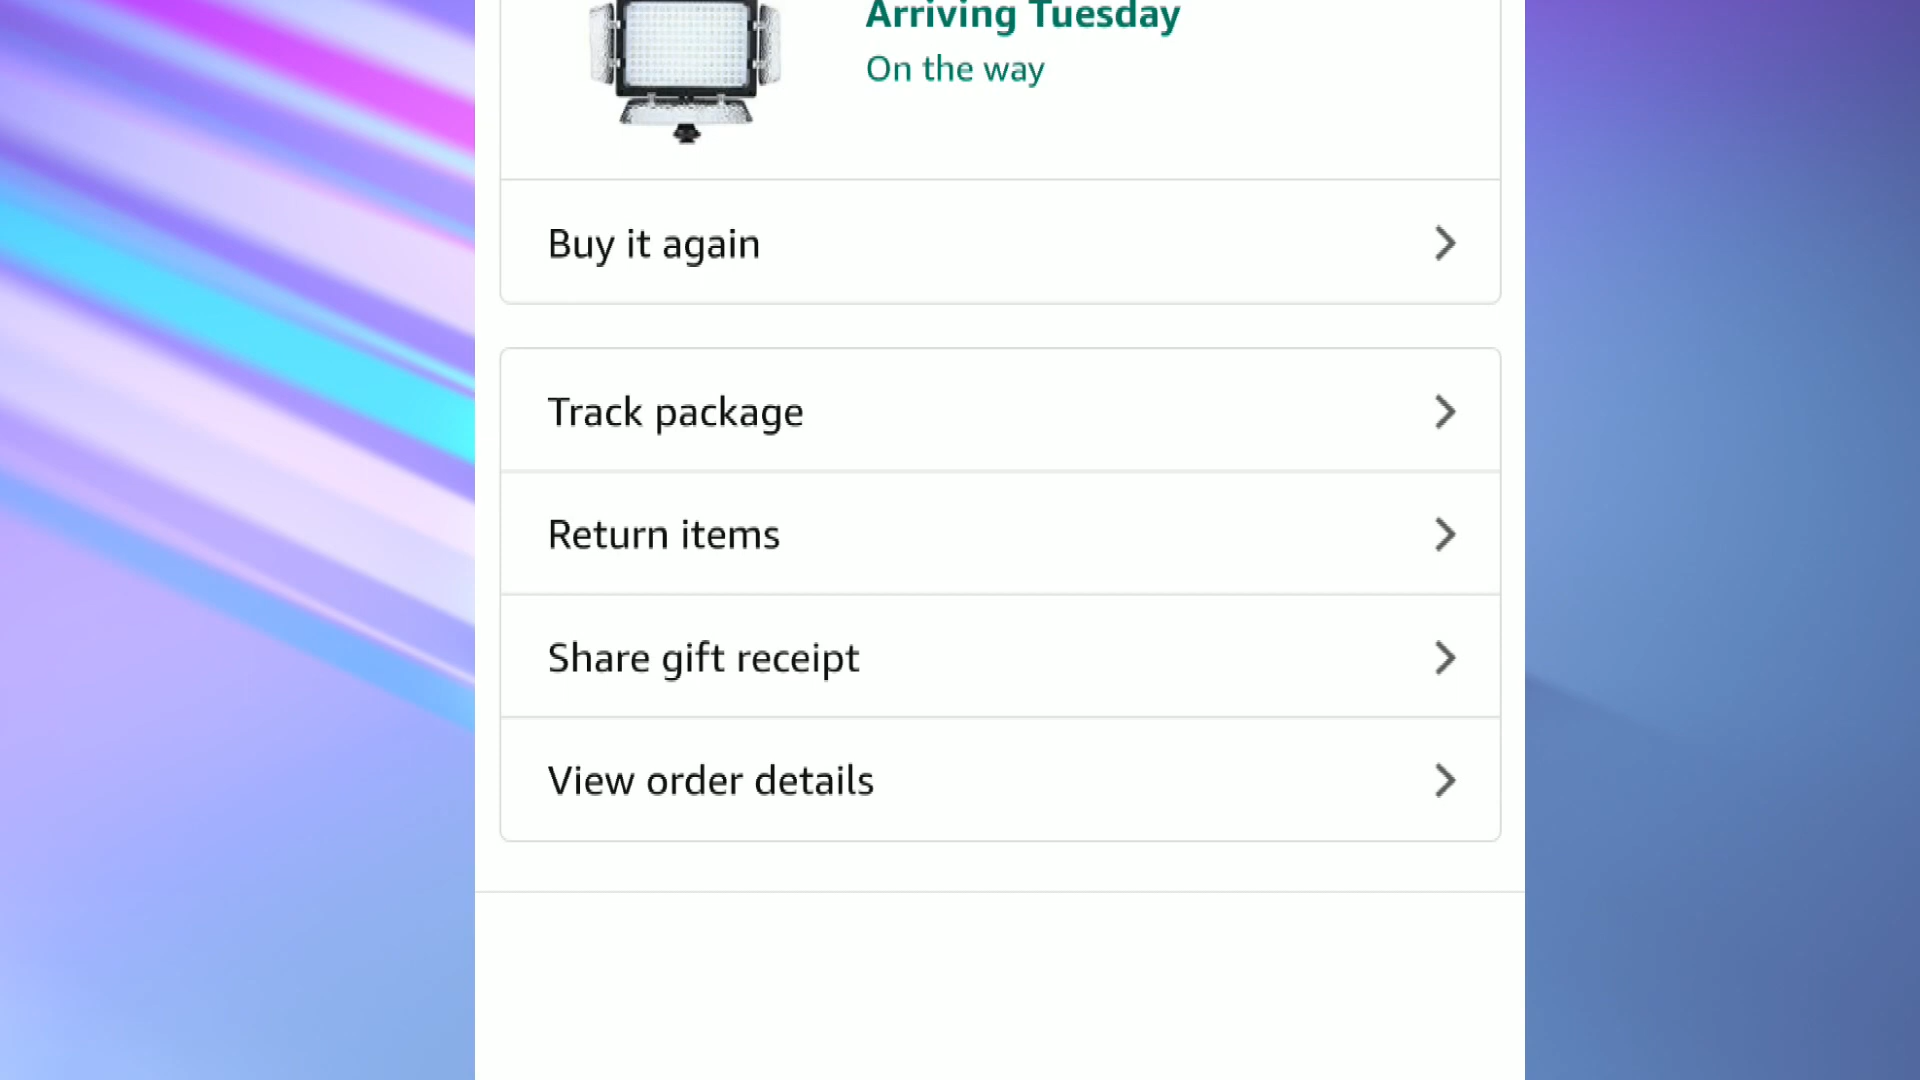 Arriving Tuesday
On the way
Buy it again
Track package
Return items
Share gift receipt
View order details